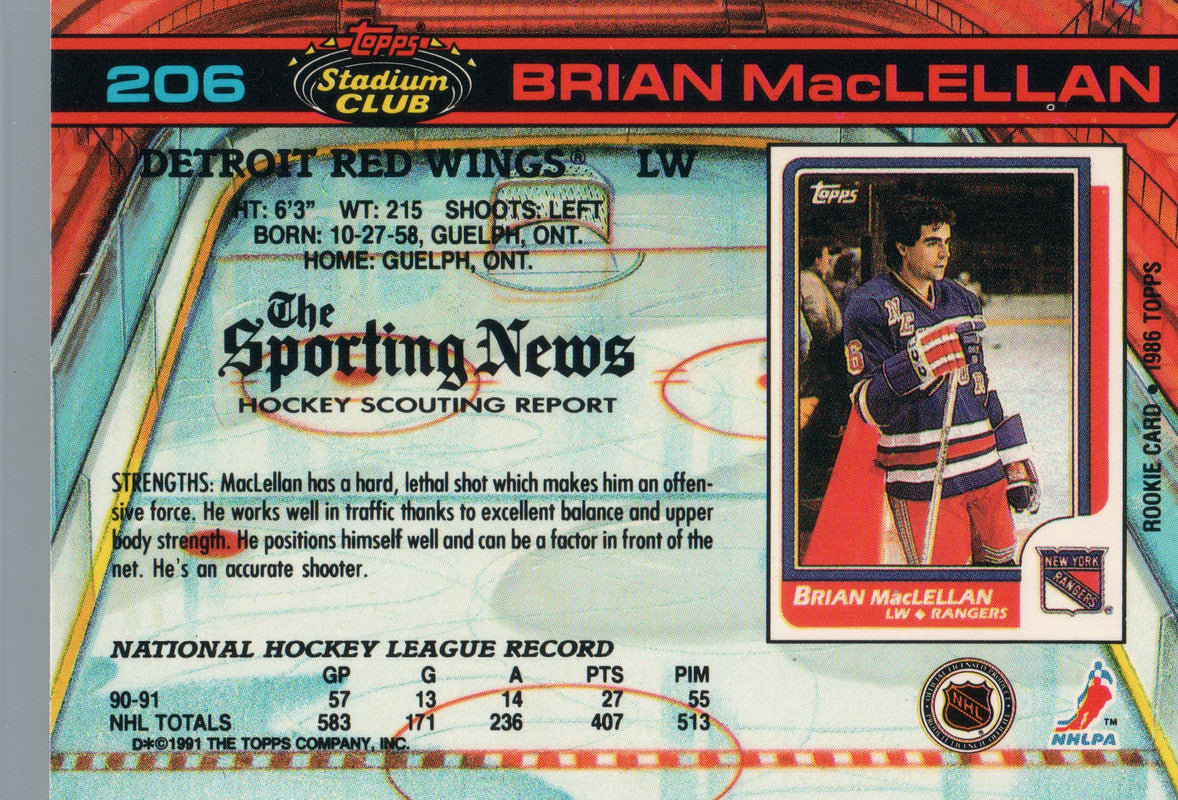 206
Topps
Stadium
CLUB
BRIAN MacLELLAN
DETROIT RED WINGS® LW
HT: 6'3" WT: 215 SHOOTS: LEFT
BORN: 10-27-58, GUELPH, ONT.
HOME: GUELPH, ONT.
The
Sporting News
HOCKEY SCOUTING REPORT
STRENGTHS: MacLellan has a hard, lethal shot which makes him an offen-
sive force. He works well in traffic thanks to excellent balance and upper
body strength. He positions himself well and can be a factor in front of the
net. He's an accurate shooter.
NATIONAL HOCKEY LEAGUE RECORD
GP G A PTS PIM
90-91 57 13 14 27 55
NHL TOTALS 583 171 236 407 513
D*©1991 THE TOPPS COMPANY, INC.
Topps
NE
6
BRIAN MacLELLAN
LW ♦ RANGERS
NEW YORK
RANGERS
®
ROOKIE CARD • 1986 TOPPS
NHL
®
TM
NHLPA